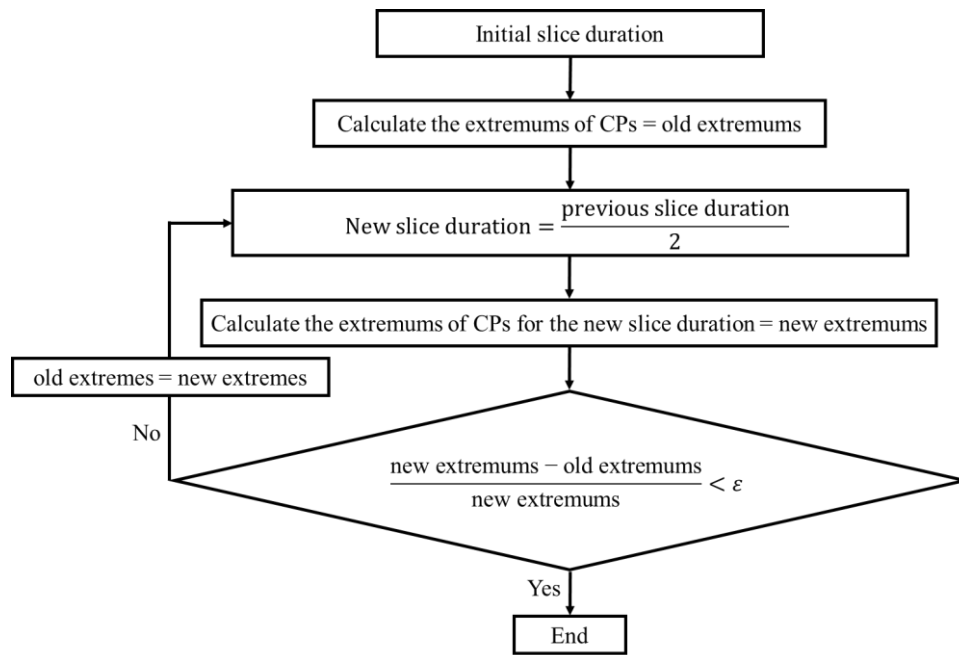 Initial slice duration
Calculate the extremums of CPs = old extremums
New slice duration = previous slice duration / 2
Calculate the extremums of CPs for the new slice duration = new extremums
old extremes = new extremes
No
new extremums − old extremums / new extremums < ε
Yes
End